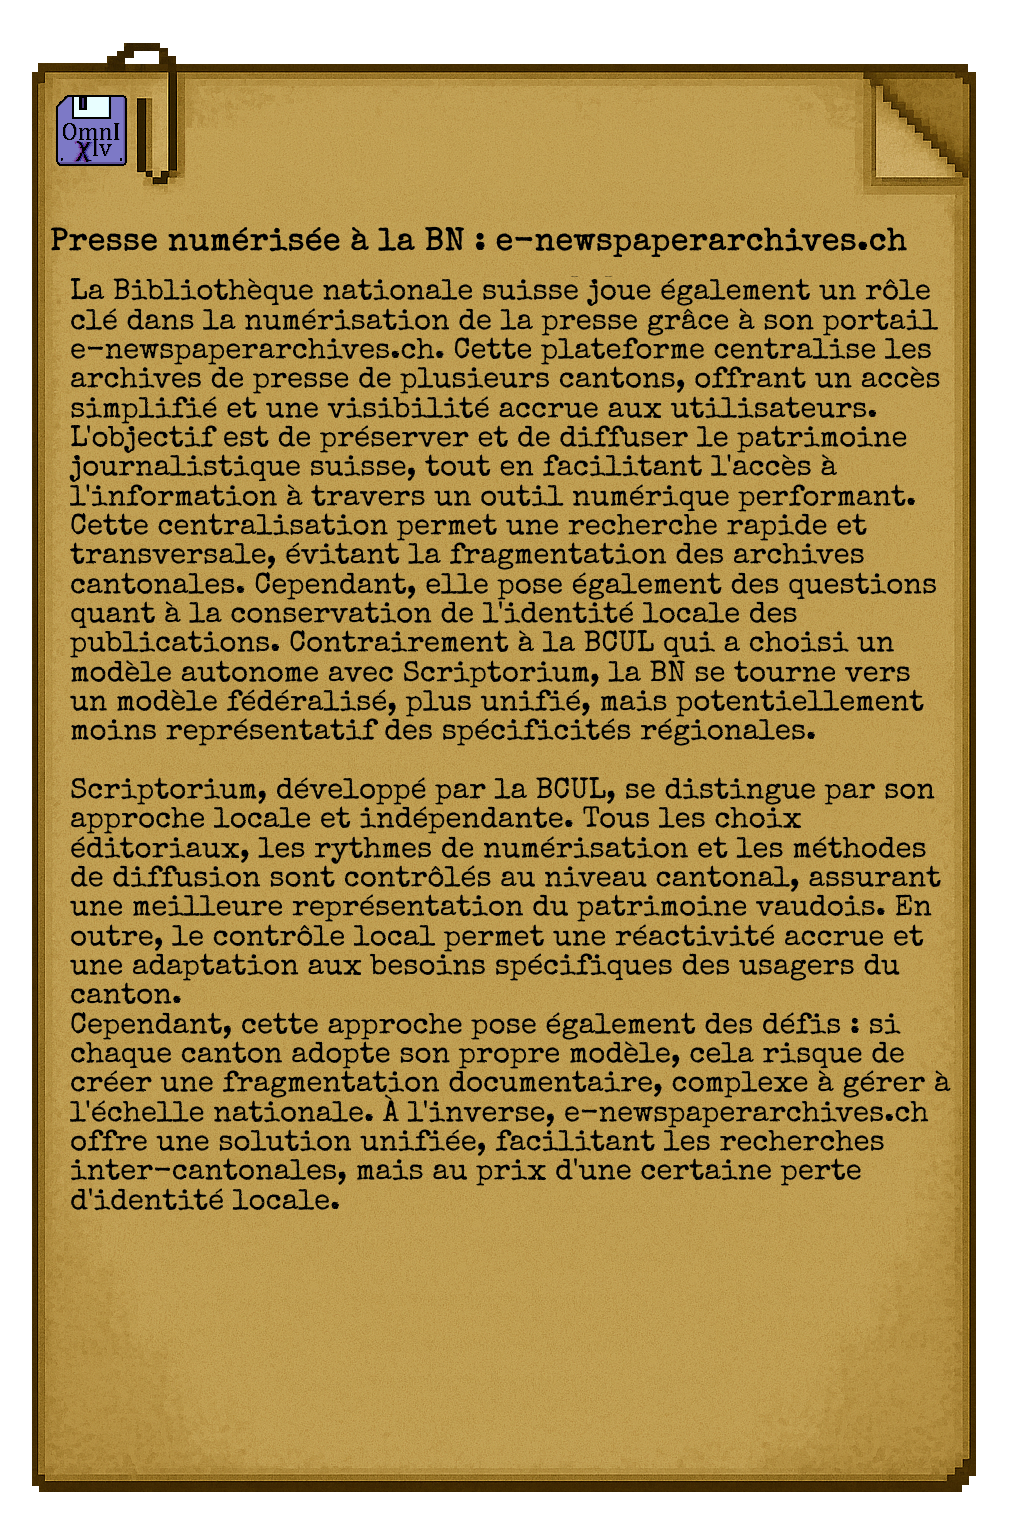 OmnI
χIv
Presse numérisée à la BN : e-newspaperarchives.ch
La Bibliothèque nationale suisse joue également un rôle
clé dans la numérisation de la presse grâce à son portail
e-newspaperarchives.ch. Cette plateforme centralise les
archives de presse de plusieurs cantons, offrant un accès
simplifié et une visibilité accrue aux utilisateurs.
L'objectif est de préserver et de diffuser le patrimoine
journalistique suisse, tout en facilitant l'accès à
l'information à travers un outil numérique performant.
Cette centralisation permet une recherche rapide et
transversale, évitant la fragmentation des archives
cantonales. Cependant, elle pose également des questions
quant à la conservation de l'identité locale des
publications. Contrairement à la BCUL qui a choisi un
modèle autonome avec Scriptorium, la BN se tourne vers
un modèle fédéralisé, plus unifié, mais potentiellement
moins représentatif des spécificités régionales.
Scriptorium, développé par la BCUL, se distingue par son
approche locale et indépendante. Tous les choix
éditoriaux, les rythmes de numérisation et les méthodes
de diffusion sont contrôlés au niveau cantonal, assurant
une meilleure représentation du patrimoine vaudois. En
outre, le contrôle local permet une réactivité accrue et
une adaptation aux besoins spécifiques des usagers du
canton.
Cependant, cette approche pose également des défis : si
chaque canton adopte son propre modèle, cela risque de
créer une fragmentation documentaire, complexe à gérer à
l'échelle nationale. À l'inverse, e-newspaperarchives.ch
offre une solution unifiée, facilitant les recherches
inter-cantonales, mais au prix d'une certaine perte
d'identité locale.